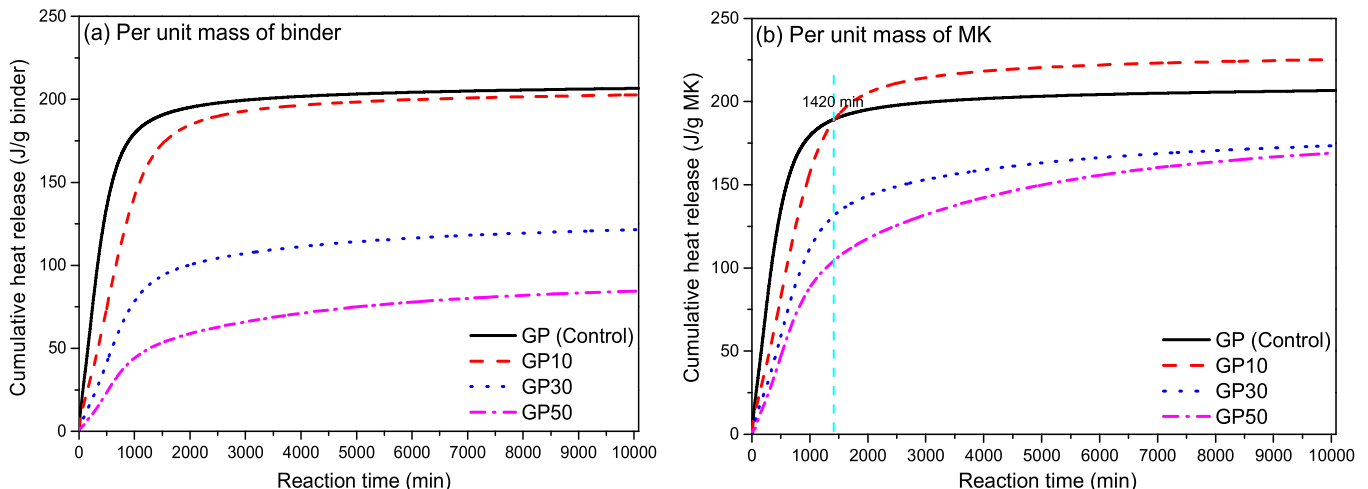 (a) Per unit mass of binder
Cumulative heat release (J/g binder)
250
200
150
100
50
0
GP (Control)
GP10
GP30
GP50
0 1000 2000 3000 4000 5000 6000 7000 8000 9000 10000
Reaction time (min)
(b) Per unit mass of MK
Cumulative heat release (J/g MK)
250
200
150
100
50
0
1420 min
GP (Control)
GP10
GP30
GP50
0 1000 2000 3000 4000 5000 6000 7000 8000 9000 10000
Reaction time (min)